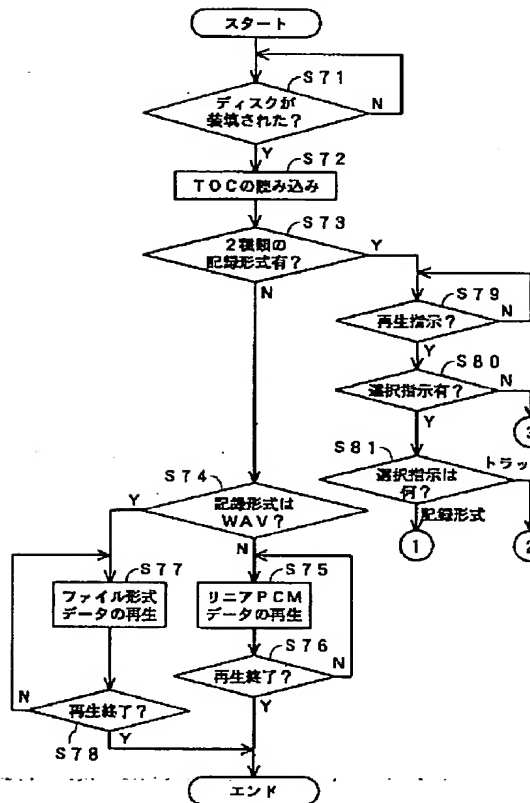 スタート
S71
ディスクが
装填された?
N
Y
S72
TOCの読み込み
S73
2種類の
記録形式有?
Y
N
S79
再生指示?
N
Y
S80
選択指示有?
N
Y
3
S81
選択指示は
何?
トラッ
記録形式
1
2
S74
記録形式は
WAV?
Y
N
S77
ファイル形式
データの再生
S75
リニアPCM
データの再生
S76
再生終了?
N
Y
N
再生終了?
S78
Y
エンド